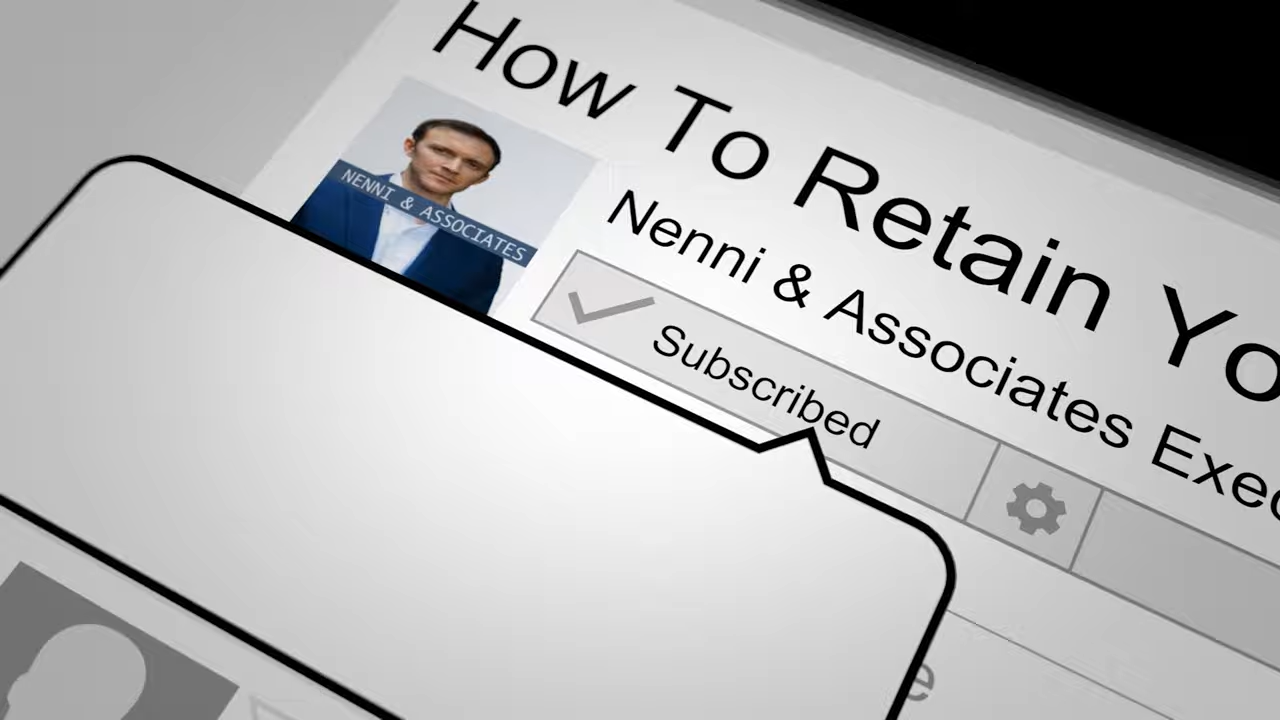 How To Retain Yo
NENNI & ASSOCIATES
Nenni & Associates Exec
Subscribed
e